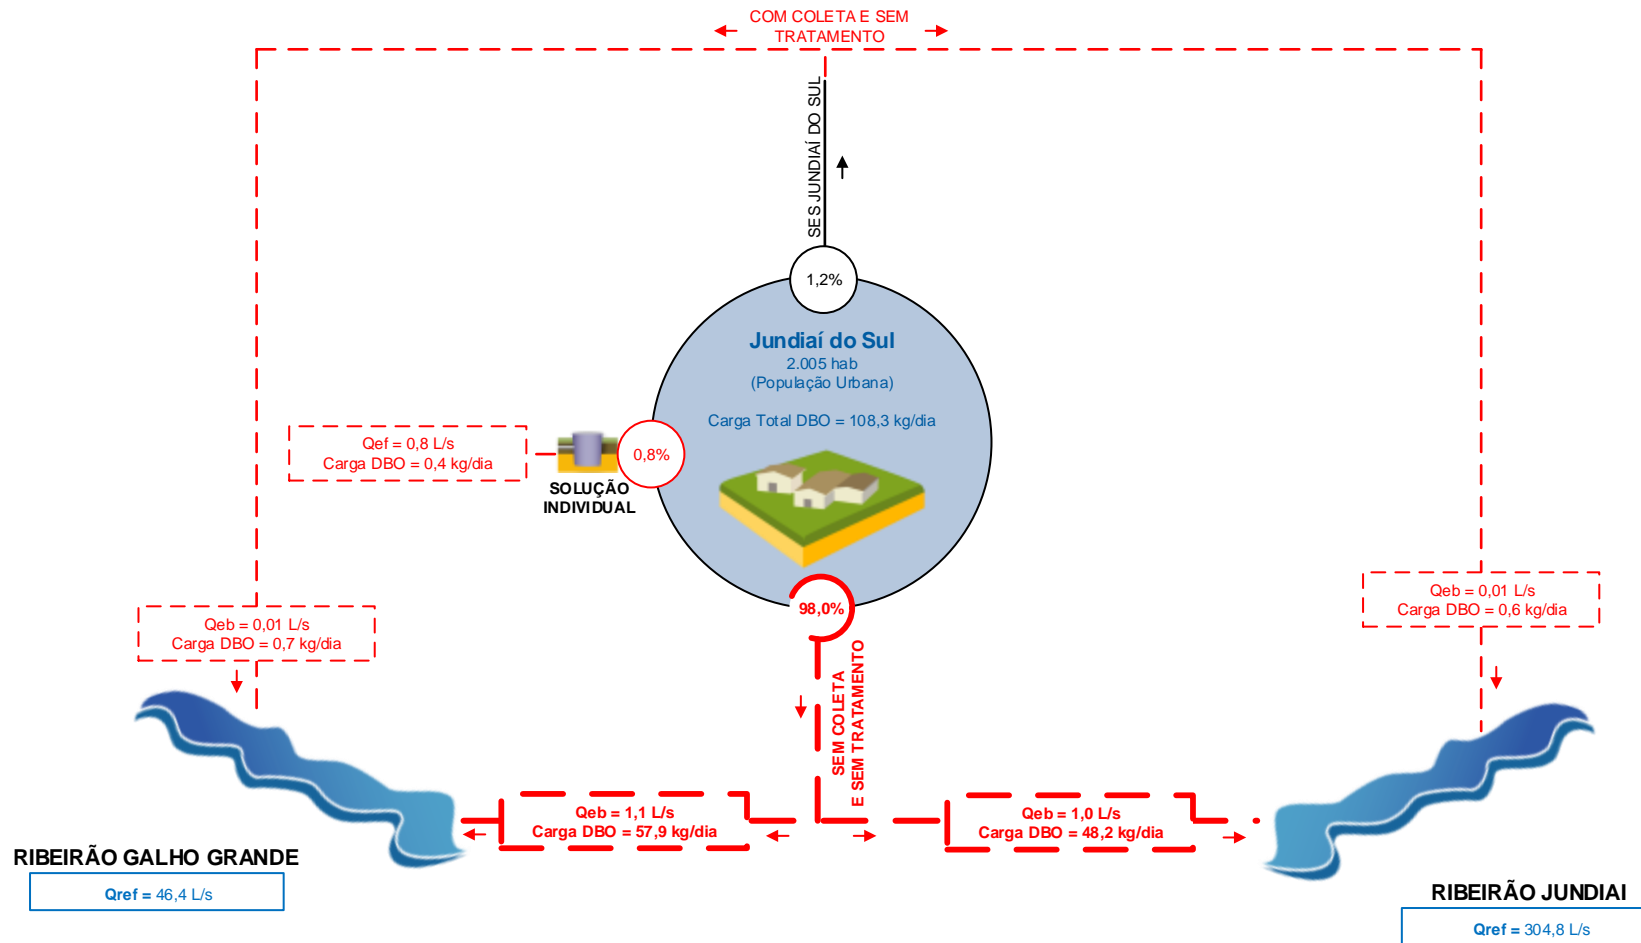 COM COLETA E SEM
TRATAMENTO
SES JUNDIAÍ DO SUL
1,2%
Jundiaí do Sul
2.005 hab
(População Urbana)
Carga Total DBO = 108,3 kg/dia
Qef = 0,8 L/s
Carga DBO = 0,4 kg/dia
0,8%
SOLUÇÃO
INDIVIDUAL
98,0%
Qeb = 0,01 L/s
Carga DBO = 0,7 kg/dia
Qeb = 0,01 L/s
Carga DBO = 0,6 kg/dia
SEM COLETA
E SEM TRATAMENTO
Qeb = 1,1 L/s
Carga DBO = 57,9 kg/dia
Qeb = 1,0 L/s
Carga DBO = 48,2 kg/dia
RIBEIRÃO GALHO GRANDE
Qref = 46,4 L/s
RIBEIRÃO JUNDIAI
Qref = 304,8 L/s